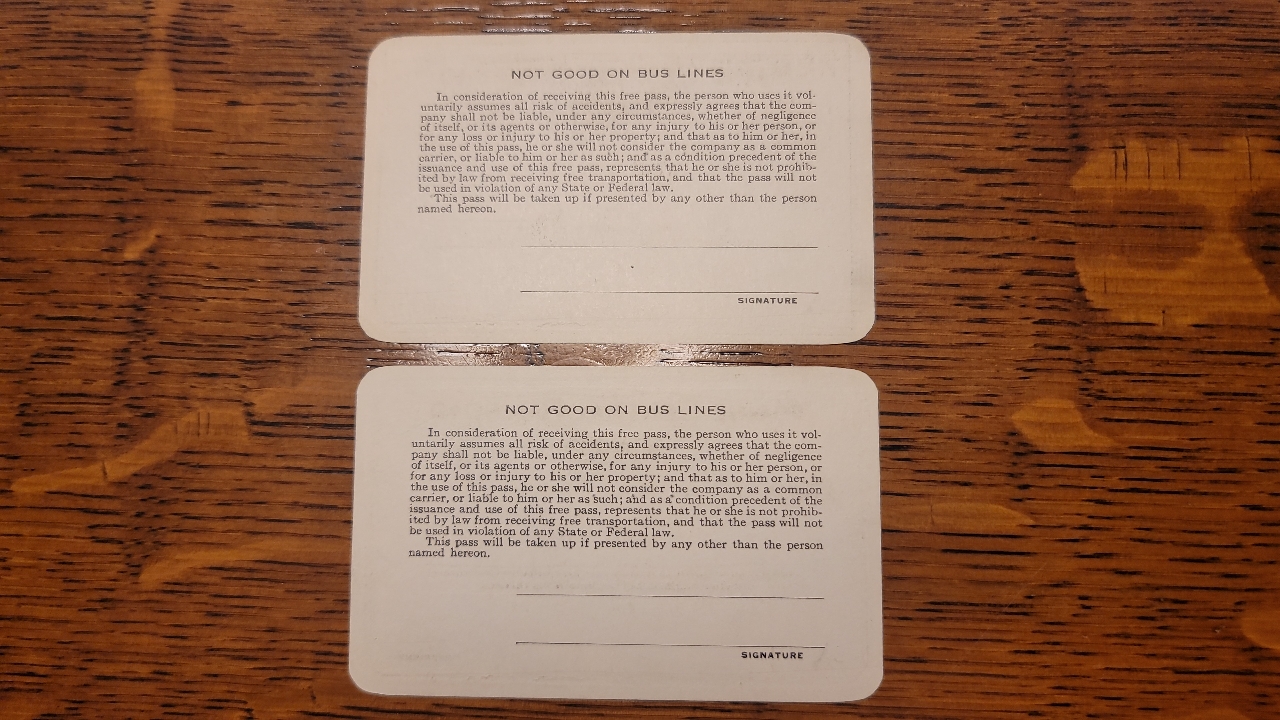 NOT GOOD ON BUS LINES
In consideration of receiving this free pass, the person who uses it vol-
untarily assumes all risk of accidents, and expressly agrees that the com-
pany shall not be liable, under any circumstances, whether of negligence
of itself, or its agents or otherwise, for any injury to his or her person, or
for any loss or injury to his or her property; and that as to him or her, in
the use of this pass, he or she will not consider the company as a common
carrier, or liable to him or her as such; and as a condition precedent of the
issuance and use of this free pass, represents that he or she is not prohib-
ited by law from receiving free transportation, and that the pass will not
be used in violation of any State or Federal law.
This pass will be taken up if presented by any other than the person
named hereon.
SIGNATURE
NOT GOOD ON BUS LINES
In consideration of receiving this free pass, the person who uses it vol-
untarily assumes all risk of accidents, and expressly agrees that the com-
pany shall not be liable, under any circumstances, whether of negligence
of itself, or its agents or otherwise, for any injury to his or her person, or
for any loss or injury to his or her property; and that as to him or her, in
the use of this pass, he or she will not consider the company as a common
carrier, or liable to him or her as such; and as a condition precedent of the
issuance and use of this free pass, represents that he or she is not prohib-
ited by law from receiving free transportation, and that the pass will not
be used in violation of any State or Federal law.
This pass will be taken up if presented by any other than the person
named hereon.
SIGNATURE